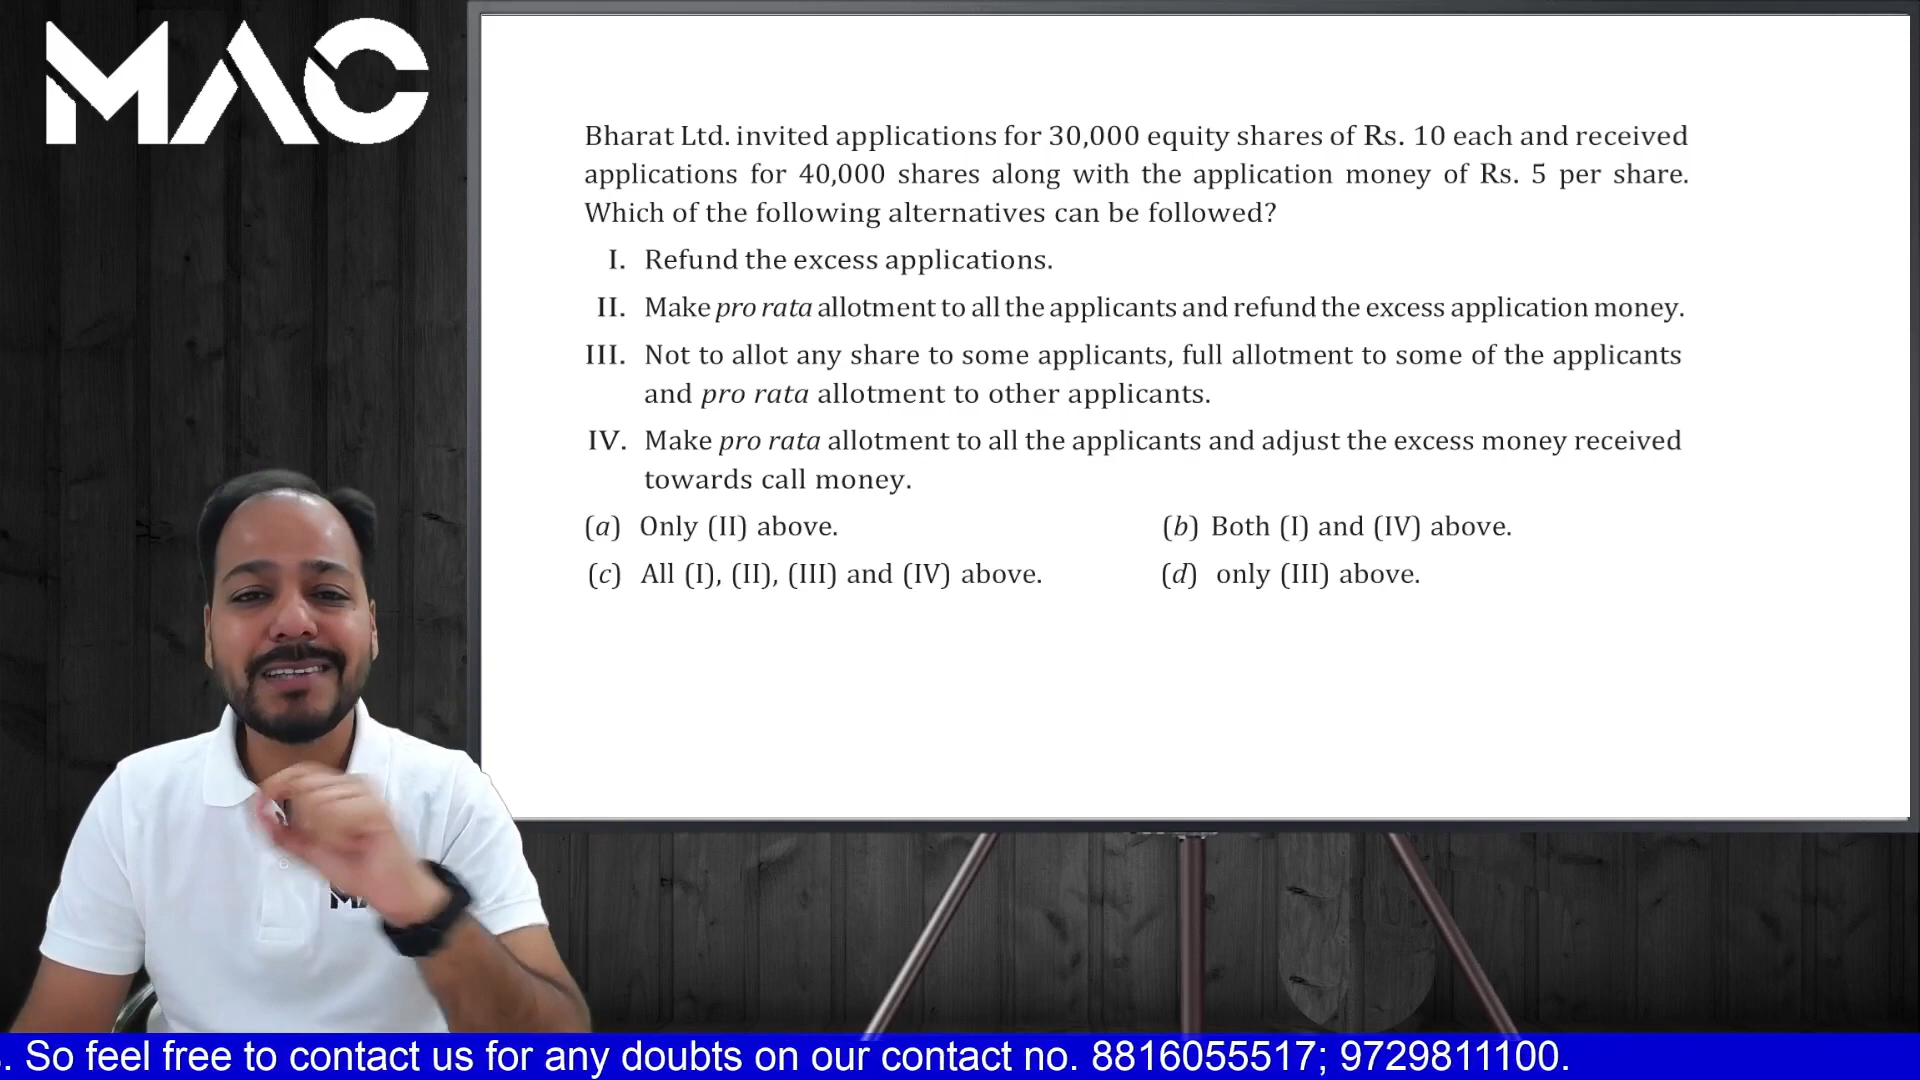 MAC
Bharat Ltd. invited applications for 30,000 equity shares of Rs. 10 each and received
applications for 40,000 shares along with the application money of Rs. 5 per share.
Which of the following alternatives can be followed?
I. Refund the excess applications.
II. Make pro rata allotment to all the applicants and refund the excess application money.
III. Not to allot any share to some applicants, full allotment to some of the applicants
and pro rata allotment to other applicants.
IV. Make pro rata allotment to all the applicants and adjust the excess money received
towards call money.
(a) Only (II) above. (b) Both (I) and (IV) above.
(c) All (I), (II), (III) and (IV) above. (d) only (III) above.
. So feel free to contact us for any doubts on our contact no. 8816055517; 9729811100.